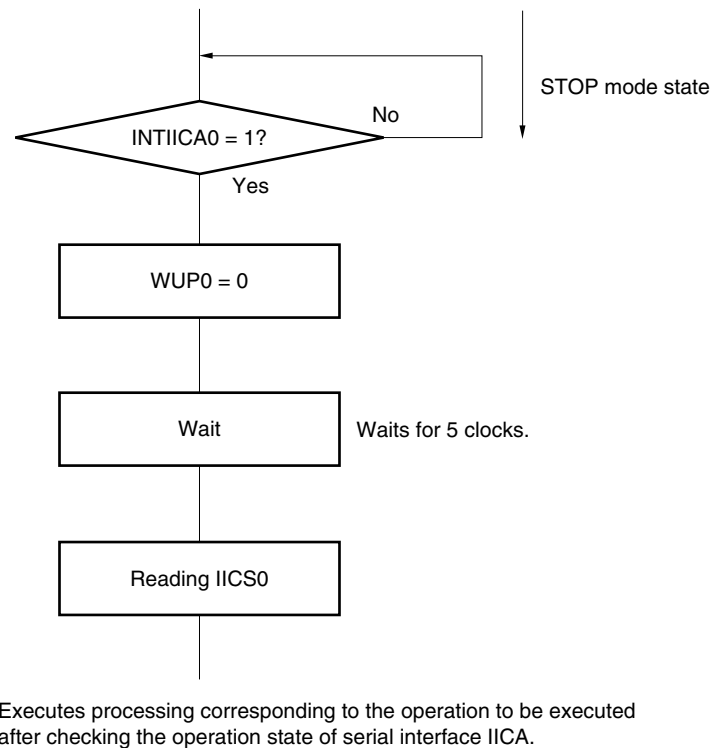 STOP mode state
No
INTIICA0 = 1?
Yes
WUP0 = 0
Wait
Waits for 5 clocks.
Reading IICS0
Executes processing corresponding to the operation to be executed
after checking the operation state of serial interface IICA.